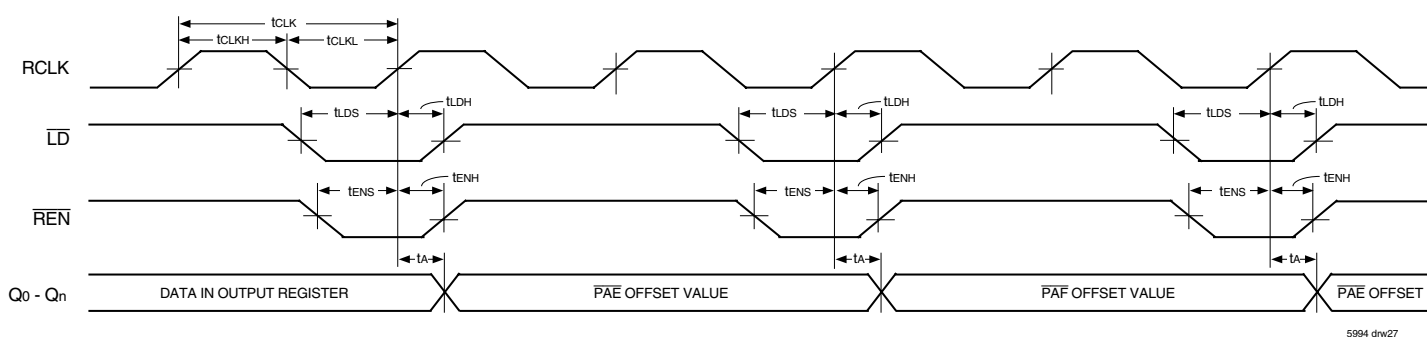 tCLK
tCLKH
tCLKL
RCLK
tLDS
tLDH
tLDS
tLDH
tLDS
tLDH
LD
tENS
tENH
tENS
tENH
tENS
tENH
REN
tA
tA
tA
Q0 - Qn
DATA IN OUTPUT REGISTER
PAE OFFSET VALUE
PAF OFFSET VALUE
PAE OFFSET
5994 drw27